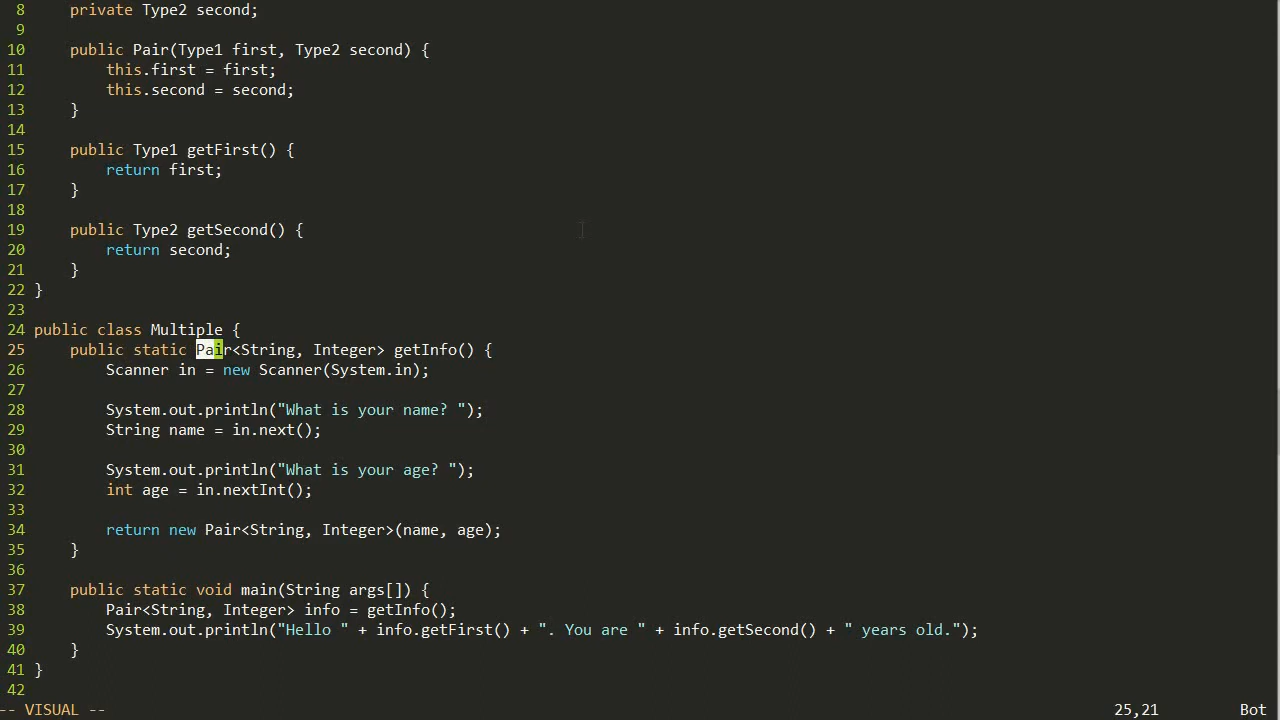 8     private Type2 second;
9
10     public Pair(Type1 first, Type2 second) {
11         this.first = first;
12         this.second = second;
13     }
14
15     public Type1 getFirst() {
16         return first;
17     }
18
19     public Type2 getSecond() {
20         return second;
21     }
22 }
23
24 public class Multiple {
25     public static Pair<String, Integer> getInfo() {
26         Scanner in = new Scanner(System.in);
27
28         System.out.println("What is your name? ");
29         String name = in.next();
30
31         System.out.println("What is your age? ");
32         int age = in.nextInt();
33
34         return new Pair<String, Integer>(name, age);
35     }
36
37     public static void main(String args[]) {
38         Pair<String, Integer> info = getInfo();
39         System.out.println("Hello " + info.getFirst() + ". You are " + info.getSecond() + " years old.");
40     }
41 }
42
-- VISUAL -- 25,21 Bot